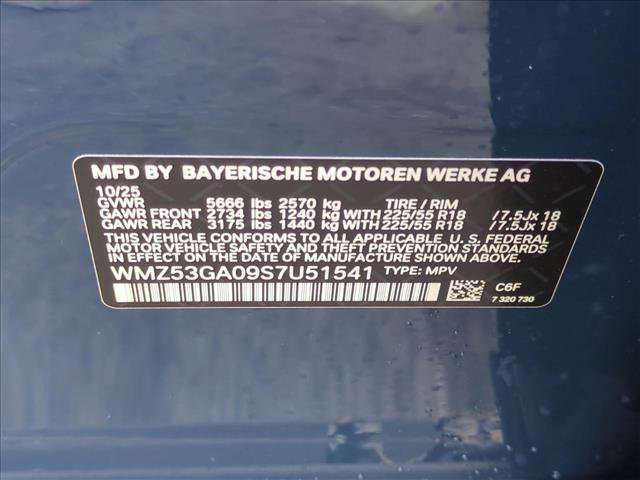 MFD BY BAYERISCHE MOTOREN WERKE AG
10/25
GVWR 5666 lbs 2570 kg TIRE / RIM
GAWR FRONT 2734 lbs 1240 kg WITH 225/55 R18 /7.5Jx 18
GAWR REAR 3175 lbs 1440 kg WITH 225/55 R18 /7.5Jx 18
THIS VEHICLE CONFORMS TO ALL APPLICABLE U.S. FEDERAL
MOTOR VEHICLE SAFETY AND THEFT PREVENTION STANDARDS
IN EFFECT ON THE DATE OF MANUFACTURE SHOWN ABOVE.
WMZ53GA09S7U51541 TYPE: MPV
C6F
7 320 730